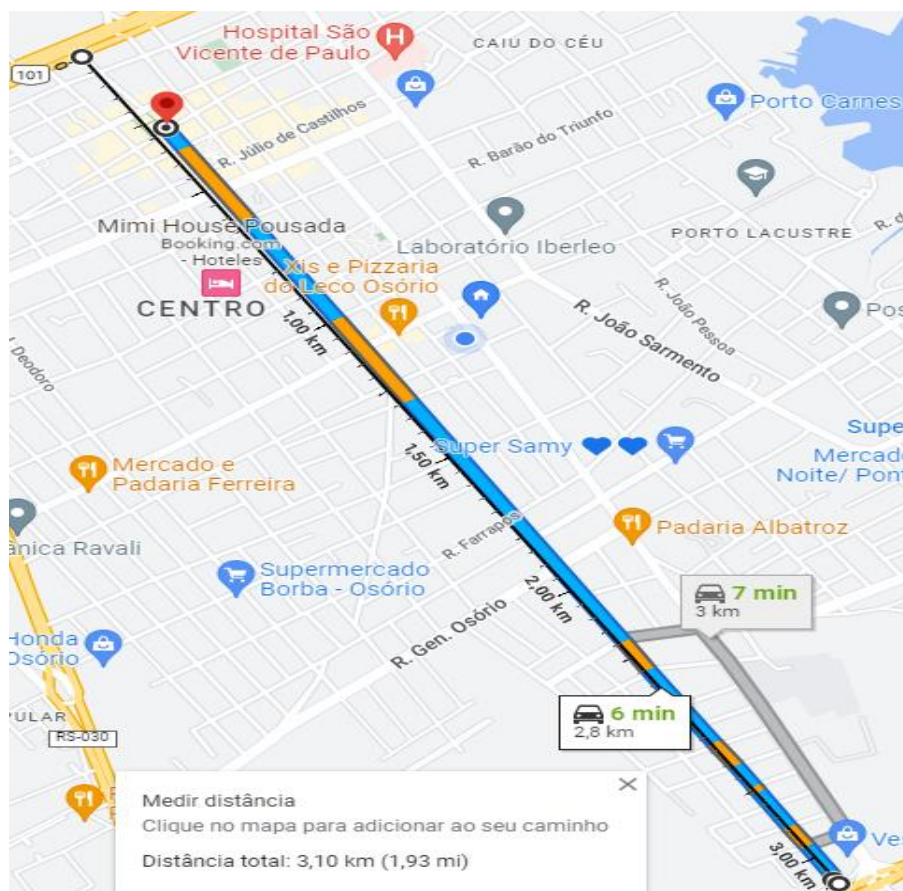 Hospital São
Vicente de Paulo
CAIU DO CÉU
101
Porto Carnes
R. Júlio de Castilhos
R. Barão do Triunfo
Mimi House Pousada
Booking.com
- Hoteles
Laboratório Iberleo
PORTO LACUSTRE
R. d
Xis e Pizzaria
do Leco Osório
CENTRO
R. João Pessoa
Pos
R. João Sarmento
1,00 km
Deodoro
Super Samy
Supe
Mercado
Noite/ Pont
1,50 km
Mercado e
Padaria Ferreira
Padaria Albatroz
R. Farrapos
ânica Ravali
Supermercado
Borba - Osório
2,00 km
7 min
3 km
R. Gen. Osório
Honda
Osório
6 min
2,8 km
PULAR
RS-030
Medir distância
Clique no mapa para adicionar ao seu caminho
Distância total: 3,10 km (1,93 mi)
3,00 km
Ves